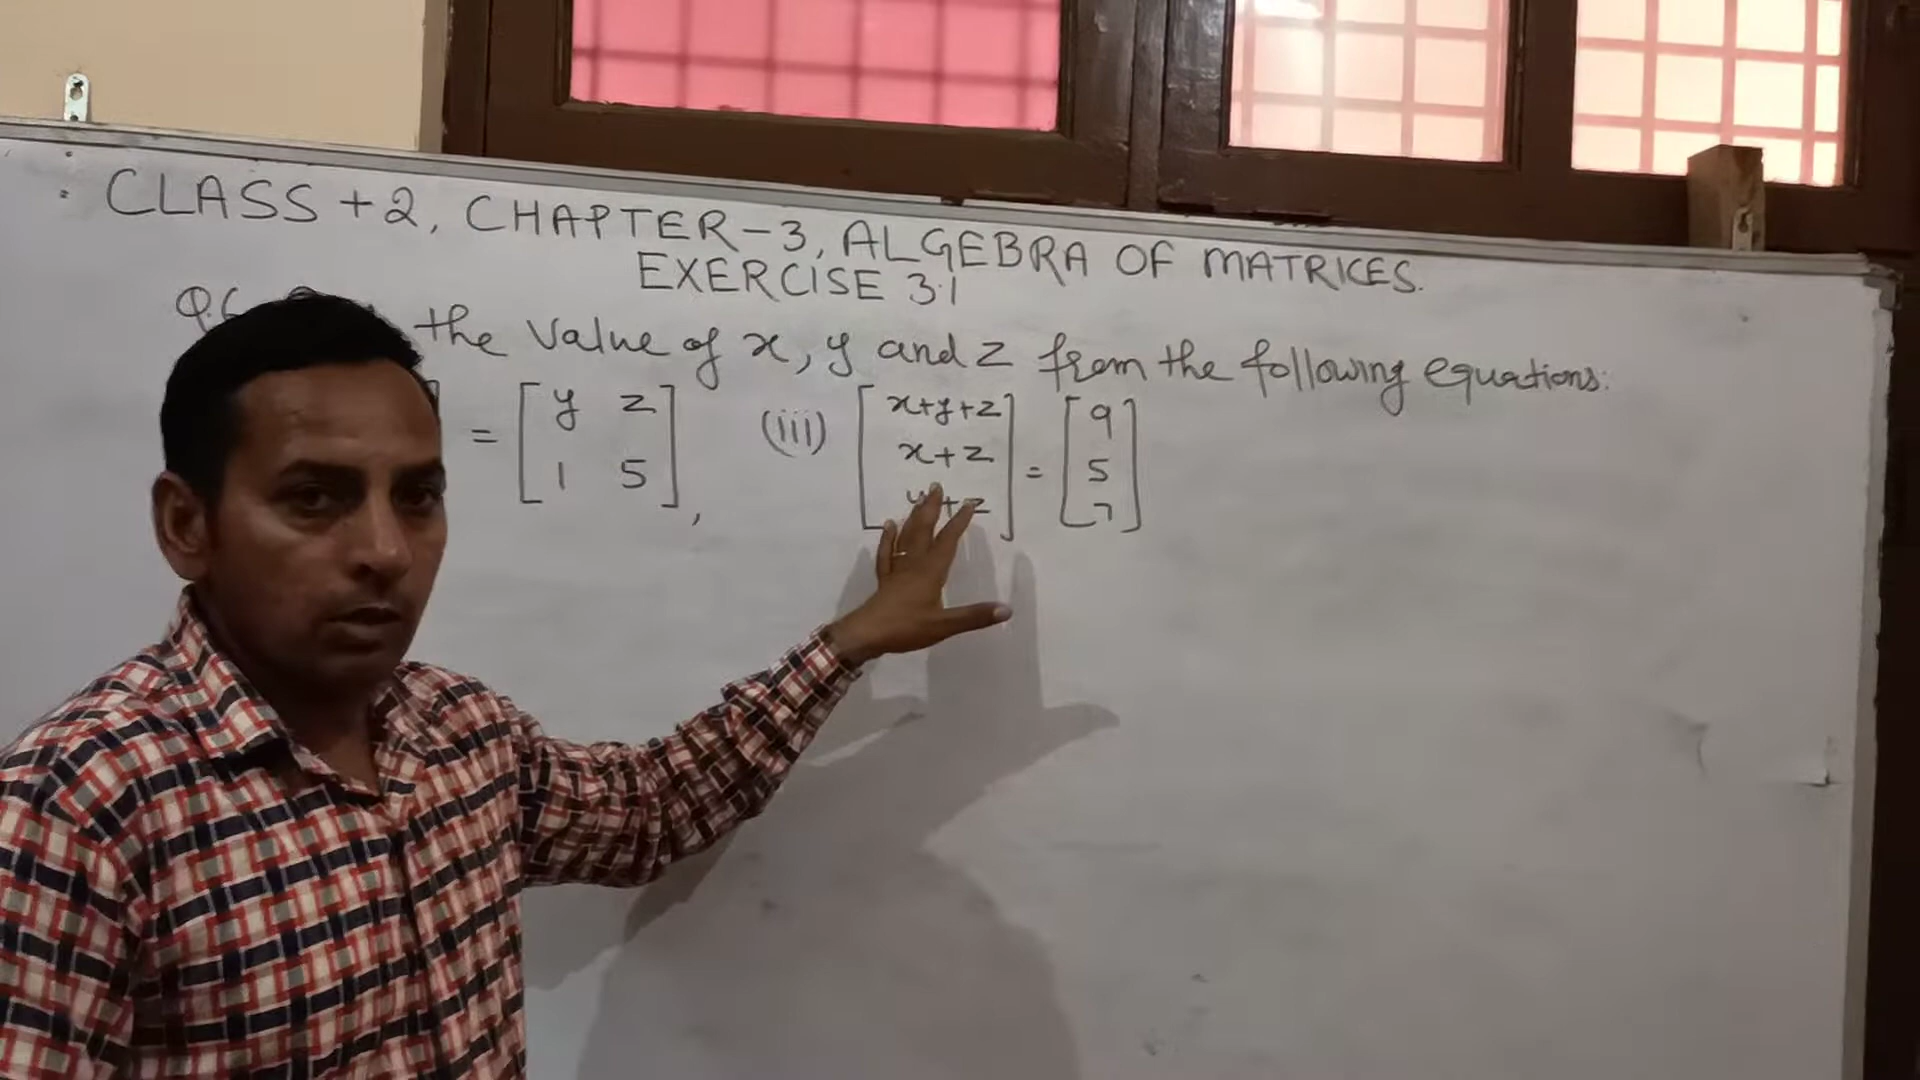 CLASS +2, CHAPTER-3, ALGEBRA OF MATRICES.
EXERCISE 3.1
Q.6 the value of x, y and z from the following equations:
= [ y z ; 1 5 ] , (iii) [ x+y+z ; x+z ; y+z ] = [ 9 ; 5 ; 7 ]